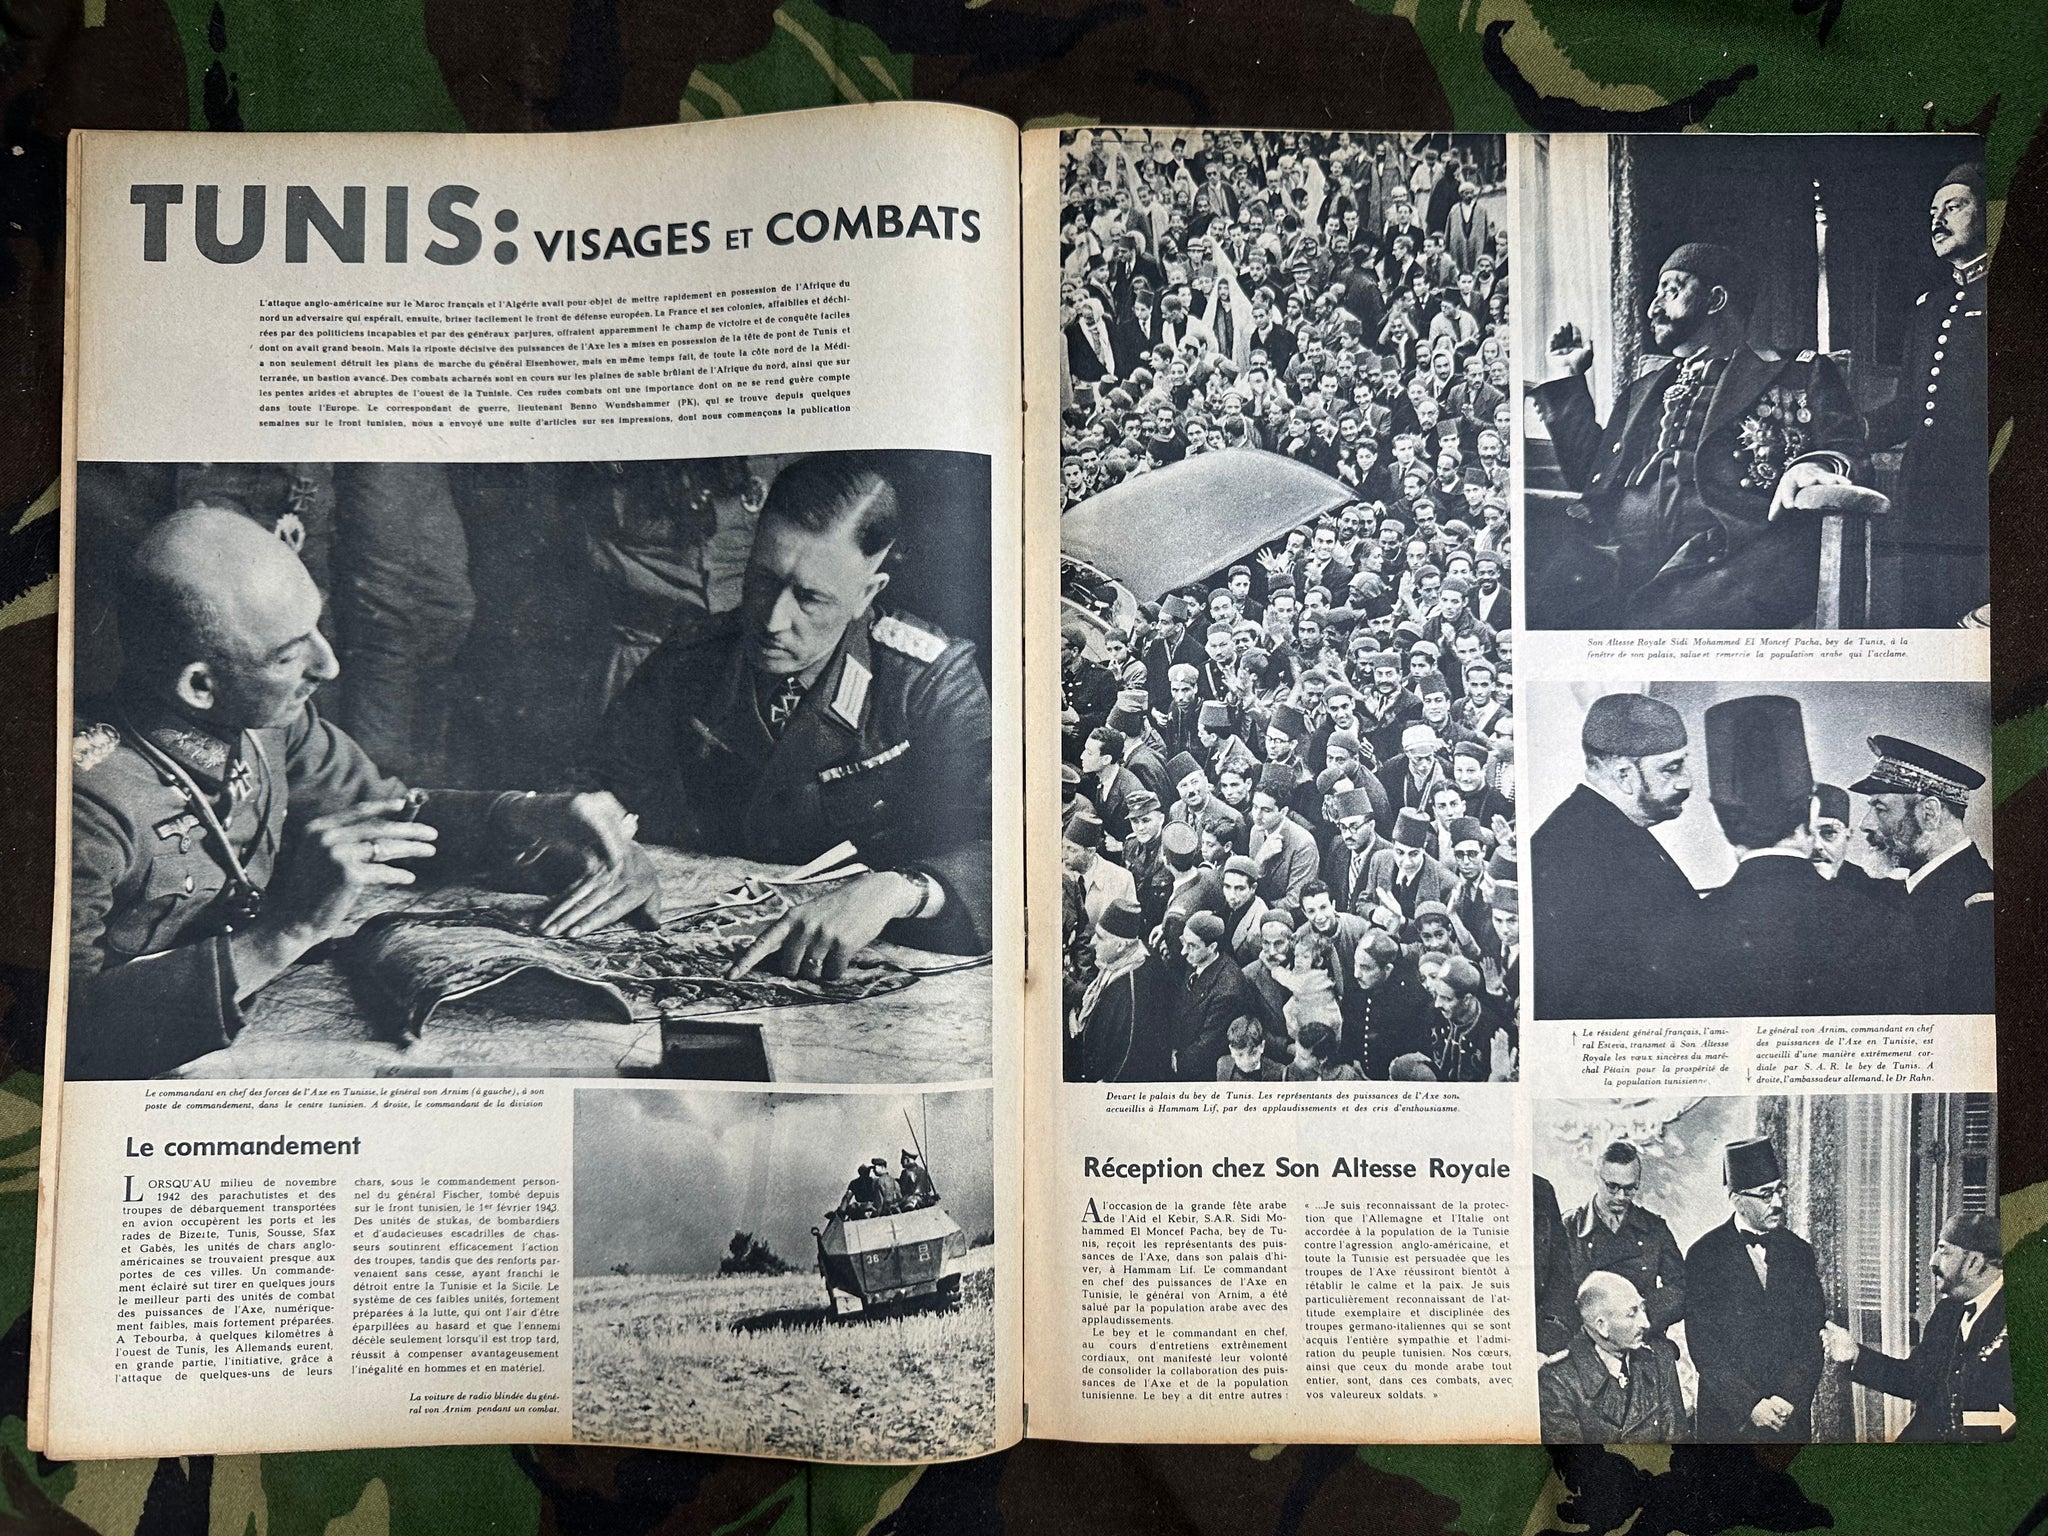 TUNIS: VISAGES ET COMBATS
L'attaque anglo-américaine sur le Maroc français et l'Algérie avait pour objet de mettre rapidement en possession de l'Afrique du
nord un adversaire qui espérait, ensuite, briser facilement le front de défense européen. La France et ses colonies, affaiblies et déchi-
rées par des politiciens incapables et par des généraux parjures, offraient apparemment le champ de victoire et de conquête faciles
dont on avait grand besoin. Mais la riposte décisive des puissances de l'Axe les a mises en possession de la tête de pont de Tunis et
a non seulement détruit les plans de marche du général Eisenhower, mais en même temps fait, de toute la côte nord de la Médi-
terranée, un bastion avancé. Des combats acharnés sont en cours sur les plaines de sable brûlant de l'Afrique du nord, ainsi que sur
les pentes arides et abruptes de l'ouest de la Tunisie. Ces rudes combats ont une importance dont on ne se rend guère compte
dans toute l'Europe. Le correspondant de guerre, lieutenant Benno Wundshammer (PK), qui se trouve depuis quelques
semaines sur le front tunisien, nous a envoyé une suite d'articles sur ses impressions, dont nous commençons la publication
Le commandant en chef des forces de l'Axe en Tunisie, le général von Arnim (à gauche), à son
poste de commandement, dans le centre tunisien. A droite, le commandant de la division
Le commandement
LORSQU'AU milieu de novembre
1942 des parachutistes et des
troupes de débarquement transportées
en avion occupèrent les ports et les
rades de Bizerte, Tunis, Sousse, Sfax
et Gabès, les unités de chars anglo-
américaines se trouvaient presque aux
portes de ces villes. Un commande-
ment éclairé sut tirer en quelques jours
le meilleur parti des unités de combat
des puissances de l'Axe, numérique-
ment faibles, mais fortement préparées.
A Tebourba, à quelques kilomètres à
l'ouest de Tunis, les Allemands eurent,
en grande partie, l'initiative, grâce à
l'attaque de quelques-uns de leurs
chars, sous le commandement person-
nel du général Fischer, tombé depuis
sur le front tunisien, le 1er février 1943.
Des unités de stukas, de bombardiers
et d'audacieuses escadrilles de chas-
seurs soutinrent efficacement l'action
des troupes, tandis que des renforts par-
venaient sans cesse, ayant franchi le
détroit entre la Tunisie et la Sicile. Le
système de ces faibles unités, fortement
préparées à la lutte, qui ont l'air d'être
éparpillées au hasard et que l'ennemi
décèle seulement lorsqu'il est trop tard,
réussit à compenser avantageusement
l'inégalité en hommes et en matériel.
La voiture de radio blindée du géné-
ral von Arnim pendant un combat.
36
Devant le palais du bey de Tunis. Les représentants des puissances de l'Axe son,
accueillis à Hammam Lif, par des applaudissements et des cris d'enthousiasme.
Réception chez Son Altesse Royale
A l'occasion de la grande fête arabe
de l'Aid el Kebir, S.A.R. Sidi Mo-
hammed El Moncef Pacha, bey de Tu-
nis, reçoit les représentants des puis-
sances de l'Axe, dans son palais d'hi-
ver, à Hammam Lif. Le commandant
en chef des puissances de l'Axe en
Tunisie, le général von Arnim, a été
salué par la population arabe avec des
applaudissements.
Le bey et le commandant en chef,
au cours d'entretiens extrêmement
cordiaux, ont manifesté leur volonté
de consolider la collaboration des puis-
sances de l'Axe et de la population
tunisienne. Le bey a dit entre autres :
« ...Je suis reconnaissant de la protec-
tion que l'Allemagne et l'Italie ont
accordée à la population de la Tunisie
contre l'agression anglo-américaine, et
toute la Tunisie est persuadée que les
troupes de l'Axe réussiront bientôt à
rétablir le calme et la paix. Je suis
particulièrement reconnaissant de l'at-
titude exemplaire et disciplinée des
troupes germano-italiennes qui se sont
acquis l'entière sympathie et l'admi-
ration du peuple tunisien. Nos cœurs,
ainsi que ceux du monde arabe tout
entier, sont, dans ces combats, avec
vos valeureux soldats. »
Son Altesse Royale Sidi Mohammed El Moncef Pacha, bey de Tunis, à la
fenêtre de son palais, salue et remercie la population arabe qui l'acclame.
Le résident général français, l'ami-
ral Esteva, transmet à Son Altesse
Royale les vœux sincères du maré-
chal Pétain pour la prospérité de
la population tunisienne.
Le général von Arnim, commandant en chef
des puissances de l'Axe en Tunisie, est
accueilli d'une manière extrêmement cor-
diale par S. A. R. le bey de Tunis. A
droite, l'ambassadeur allemand, le Dr Rahn.